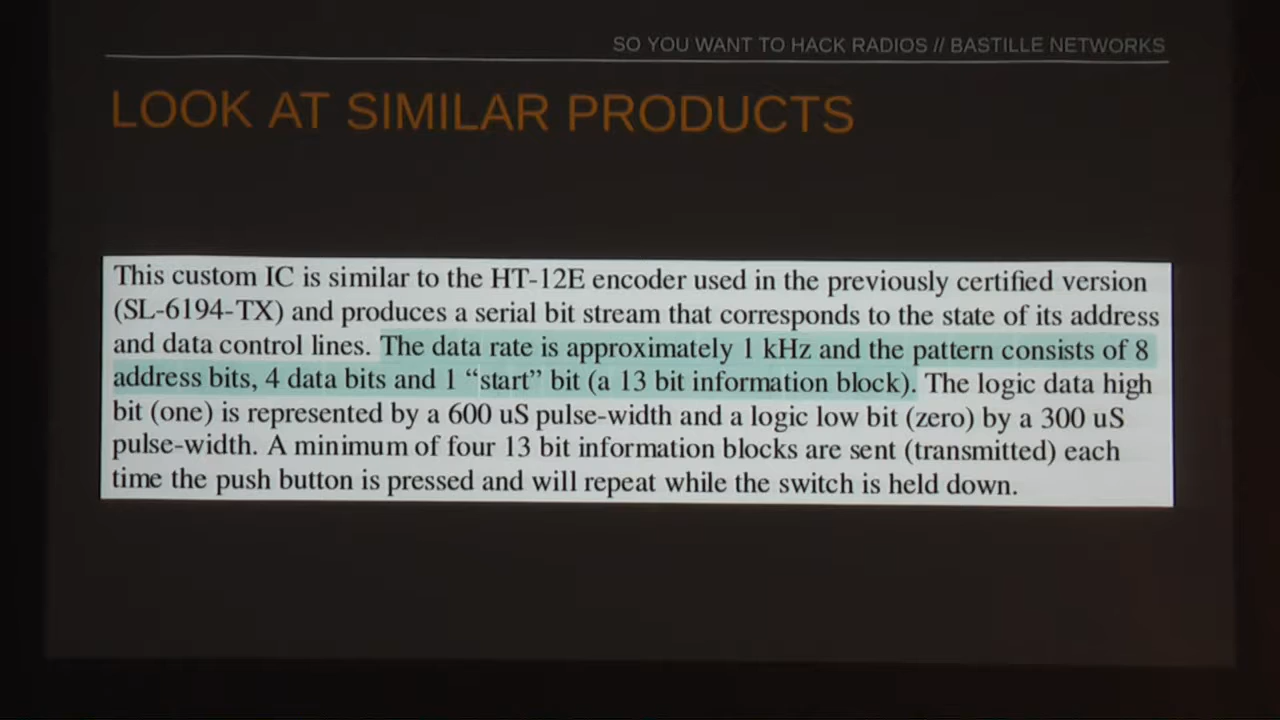 SO YOU WANT TO HACK RADIOS // BASTILLE NETWORKS
LOOK AT SIMILAR PRODUCTS
This custom IC is similar to the HT-12E encoder used in the previously certified version
(SL-6194-TX) and produces a serial bit stream that corresponds to the state of its address
and data control lines. The data rate is approximately 1 kHz and the pattern consists of 8
address bits, 4 data bits and 1 “start” bit (a 13 bit information block). The logic data high
bit (one) is represented by a 600 uS pulse-width and a logic low bit (zero) by a 300 uS
pulse-width. A minimum of four 13 bit information blocks are sent (transmitted) each
time the push button is pressed and will repeat while the switch is held down.